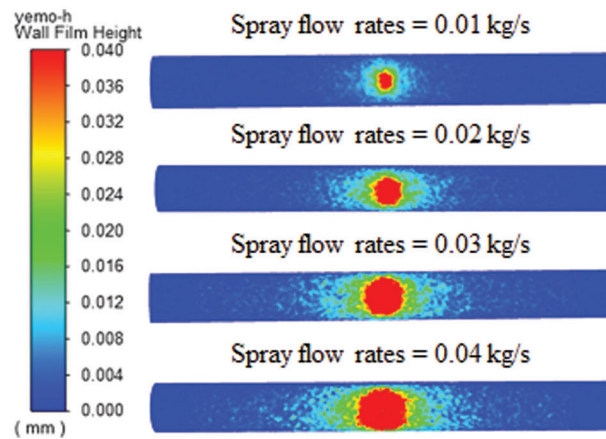 yemo-h
Wall Film Height
0.040
0.036
0.032
0.028
0.024
0.020
0.016
0.012
0.008
0.004
0.000
( mm )
Spray flow rates = 0.01 kg/s
Spray flow rates = 0.02 kg/s
Spray flow rates = 0.03 kg/s
Spray flow rates = 0.04 kg/s